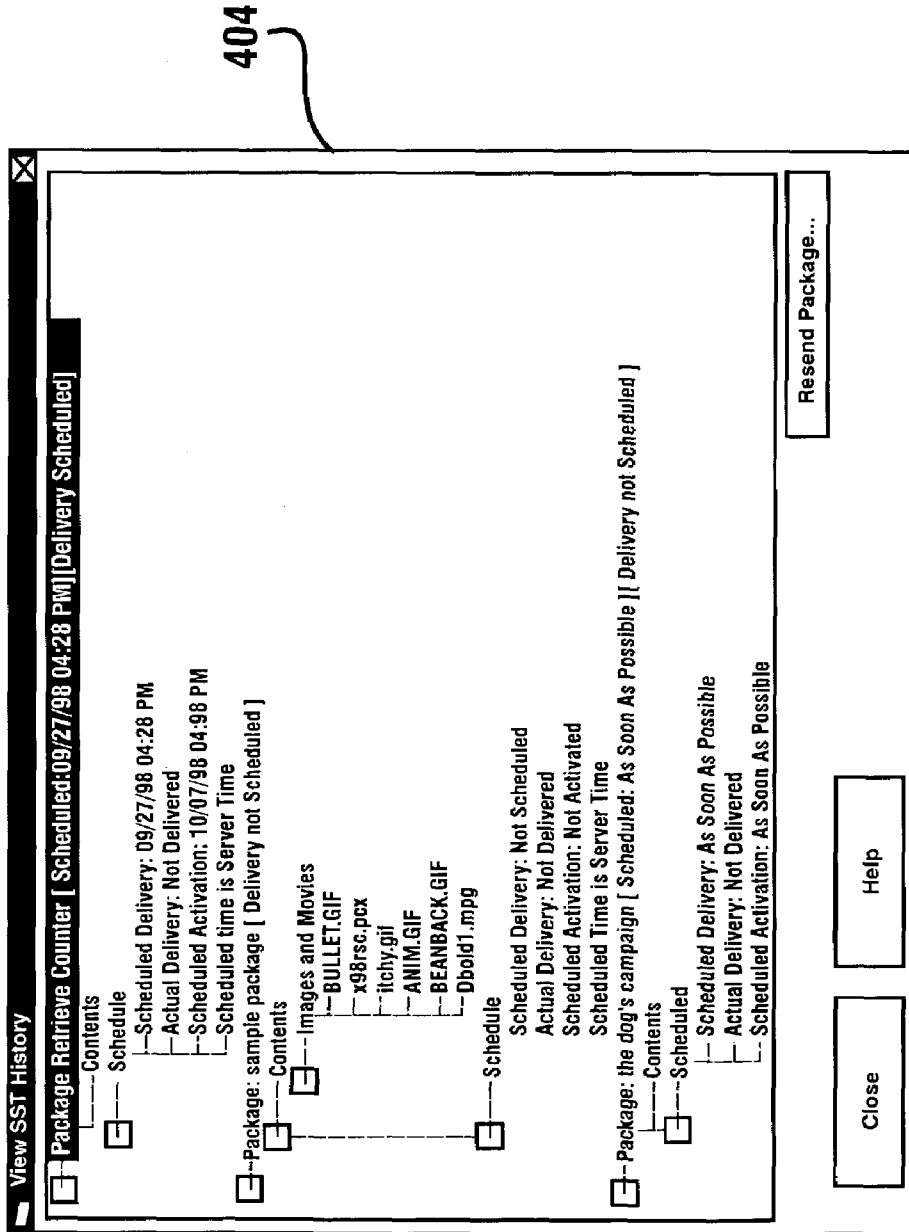 404
View SST History
Package Retrieve Counter [ Scheduled:09/27/98 04:28 PM][Delivery Scheduled]
Contents
Schedule
Scheduled Delivery: 09/27/98 04:28 PM
Actual Delivery: Not Delivered
Scheduled Activation: 10/07/98 04:98 PM
Scheduled time is Server Time
Package: sample package [ Delivery not Scheduled ]
Contents
Images and Movies
BULLET.GIF
x98rsc.pcx
itchy.gif
ANIM.GIF
BEANBACK.GIF
Dbold1.mpg
Schedule
Scheduled Delivery: Not Scheduled
Actual Delivery: Not Delivered
Scheduled Activation: Not Activated
Scheduled Time is Server Time
Package: the dog's campaign [ Scheduled: As Soon As Possible ][ Delivery not Scheduled ]
Contents
Scheduled
Scheduled Delivery: As Soon As Possible
Actual Delivery: Not Delivered
Scheduled Activation: As Soon As Possible
Resend Package...
Close
Help